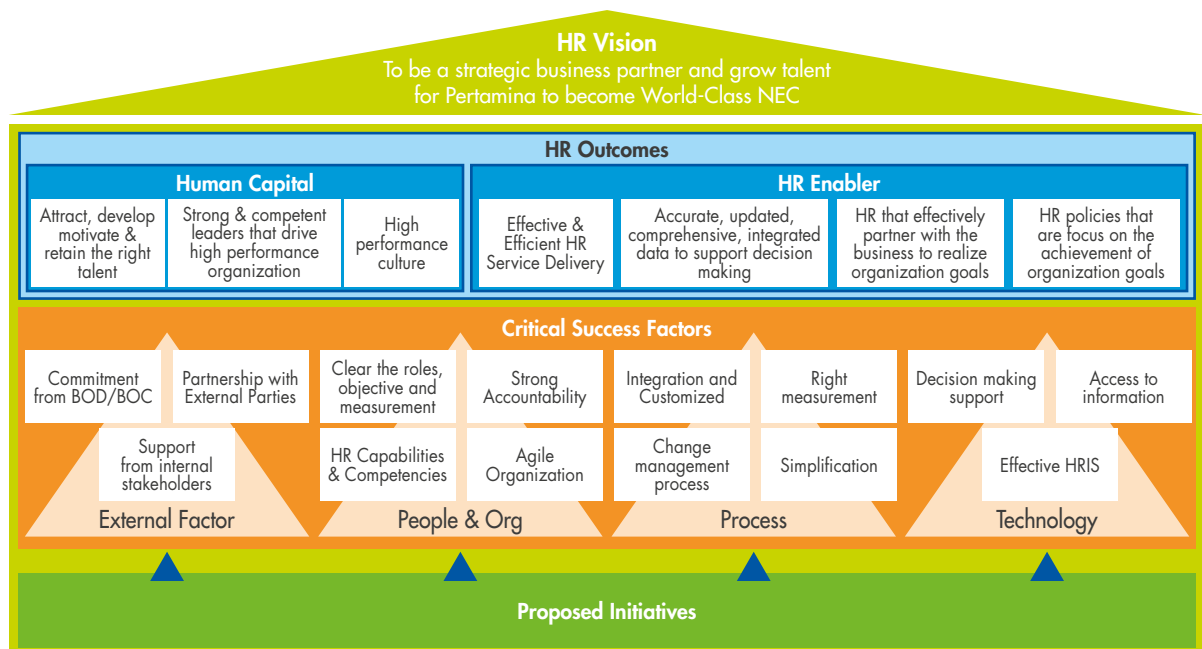 HR Vision
To be a strategic business partner and grow talent
for Pertamina to become World-Class NEC
HR Outcomes
Human Capital
Attract, develop
motivate &
retain the right
talent
Strong & competent
leaders that drive
high performance
organization
High
performance
culture
HR Enabler
Effective &
Efficient HR
Service Delivery
Accurate, updated,
comprehensive, integrated
data to support decision
making
HR that effectively
partner with the
business to realize
organization goals
HR policies that
are focus on the
achievement of
organization goals
Critical Success Factors
Commitment
from BOD/BOC
Partnership with
External Parties
Support
from internal
stakeholders
External Factor
Clear the roles,
objective and
measurement
Strong
Accountability
HR Capabilities
& Competencies
Agile
Organization
People & Org
Integration and
Customized
Right
measurement
Change
management
process
Simplification
Process
Decision making
support
Access to
information
Effective HRIS
Technology
Proposed Initiatives